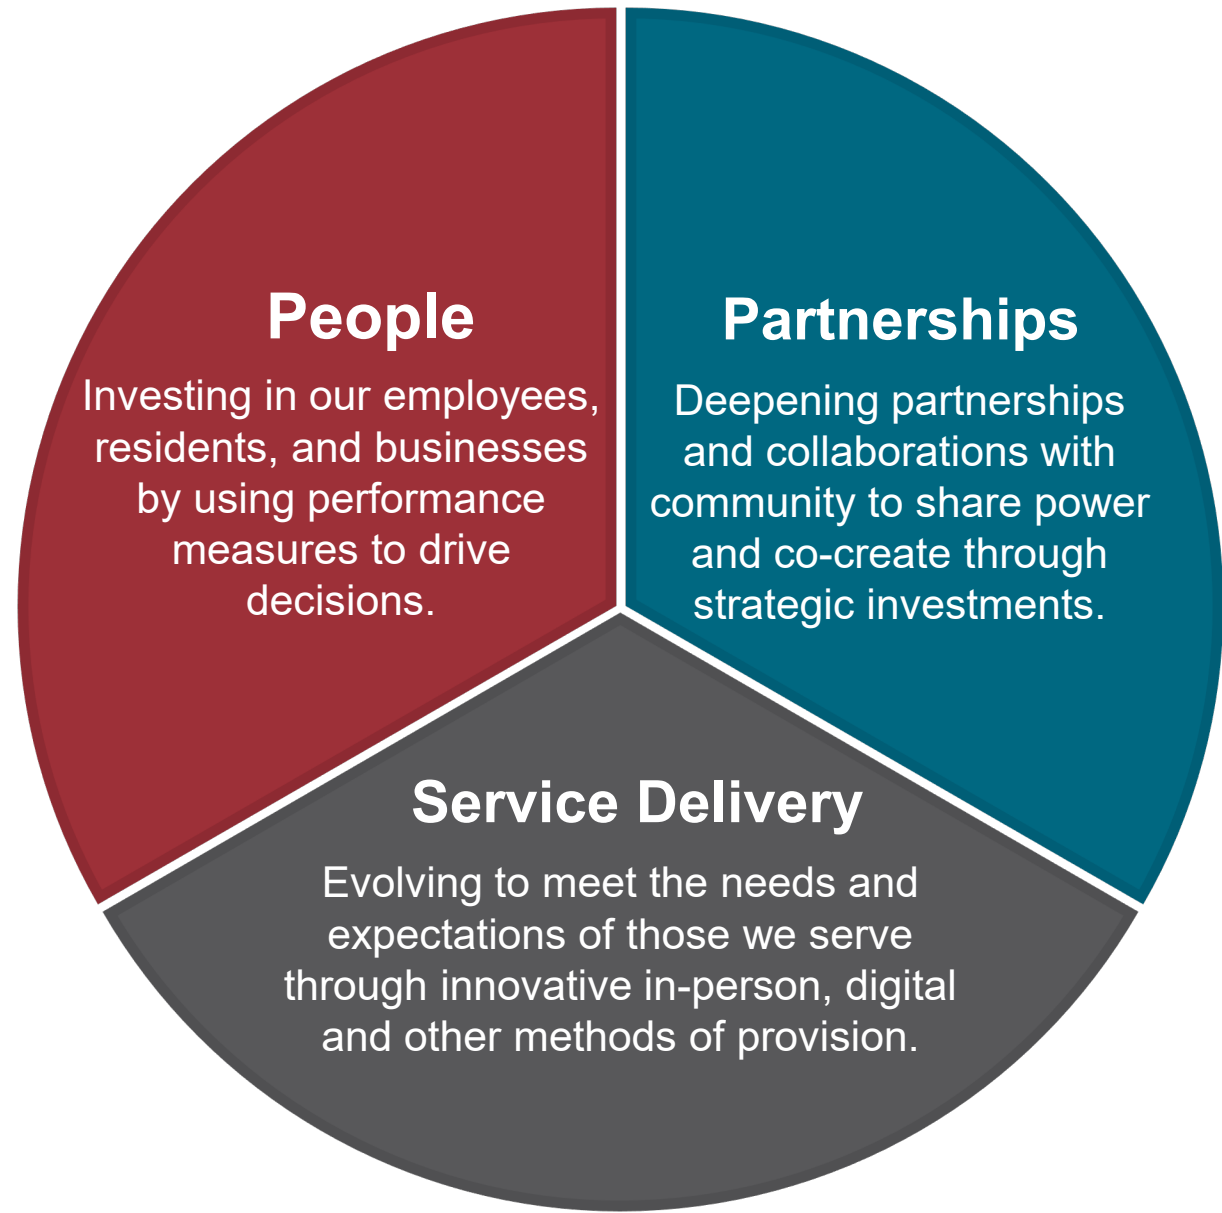 People
Investing in our employees,
residents, and businesses
by using performance
measures to drive
decisions.
Partnerships
Deepening partnerships
and collaborations with
community to share power
and co-create through
strategic investments.
Service Delivery
Evolving to meet the needs and
expectations of those we serve
through innovative in-person, digital
and other methods of provision.